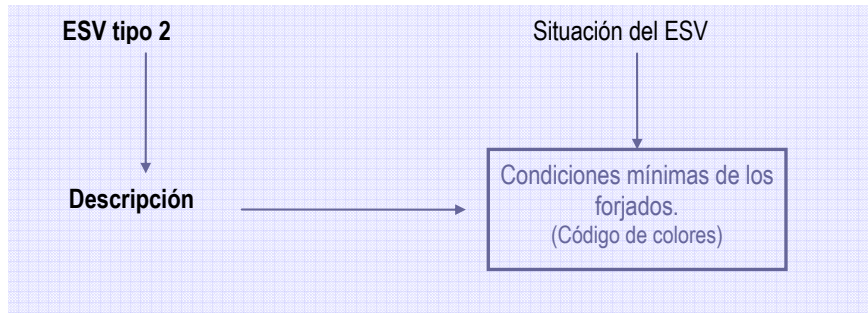 ESV tipo 2
Situación del ESV
Descripción
Condiciones mínimas de los
forjados.
(Código de colores)